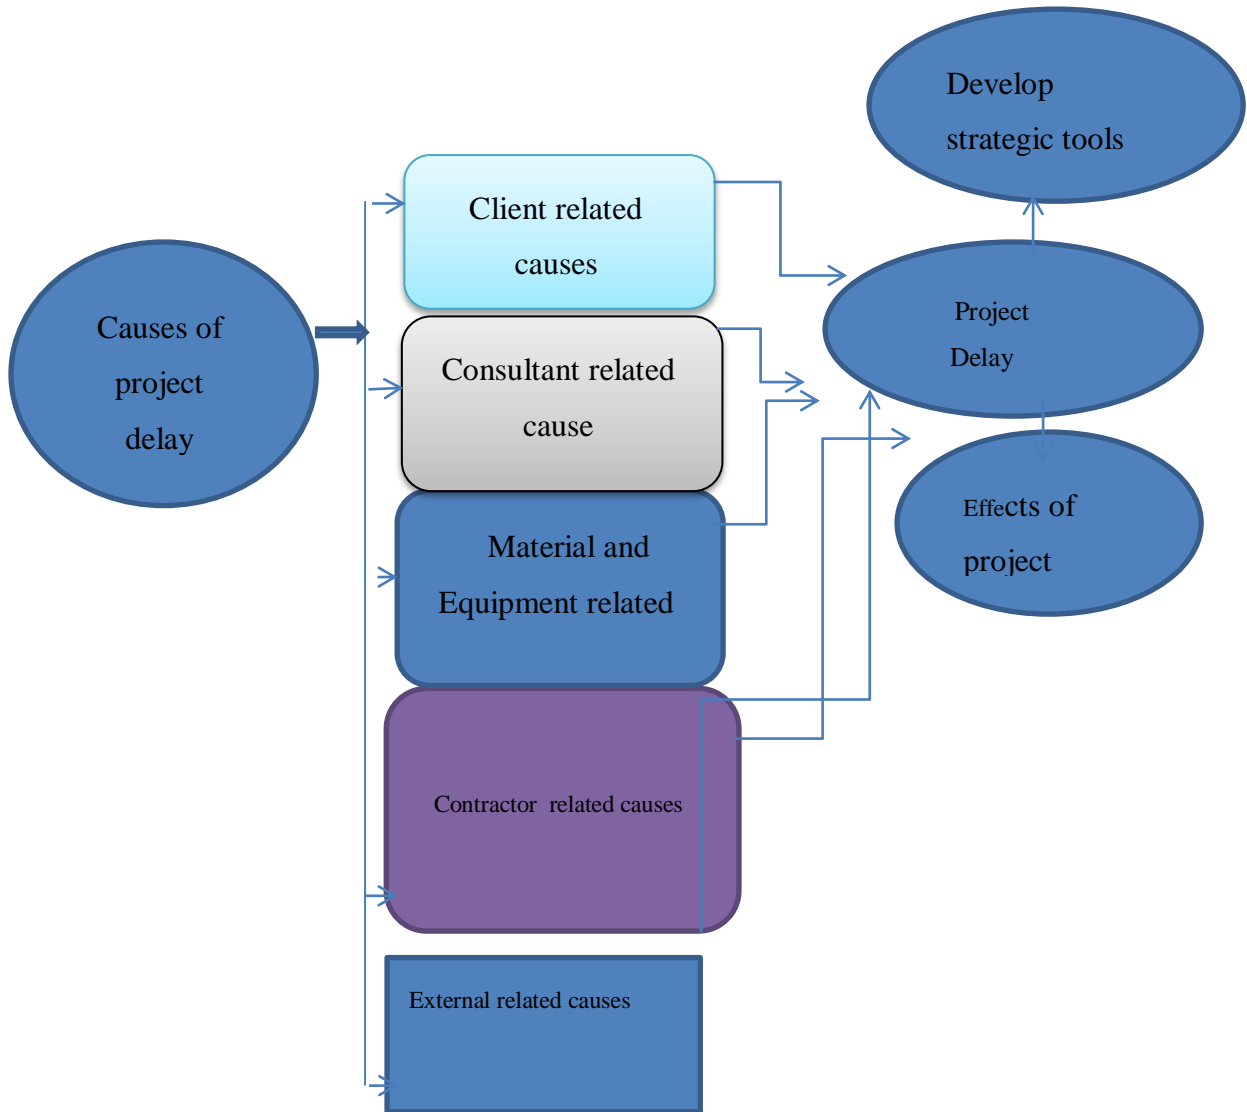 Causes of
project
delay
Client related
causes
Consultant related
cause
Material and
Equipment related
Contractor related causes
External related causes
Develop
strategic tools
Project
Delay
Effects of
project